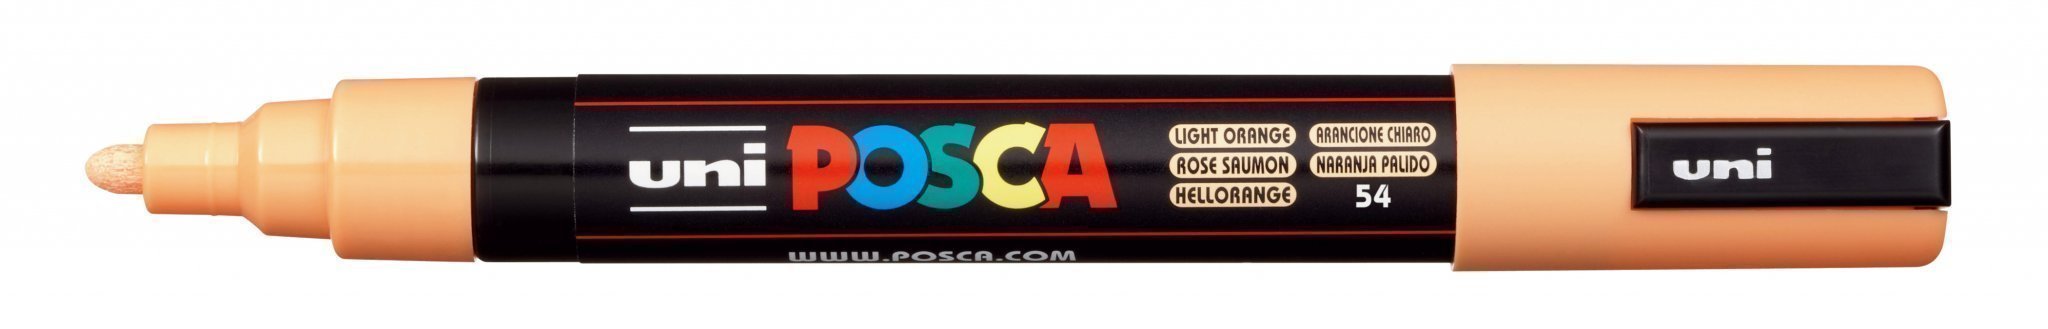 uni POSCA
LIGHT ORANGE
ROSE SAUMON
HELLORANGE
ARANCIONE CHIARO
NARANJA PALIDO
54
WWW.POSCA.COM
uni